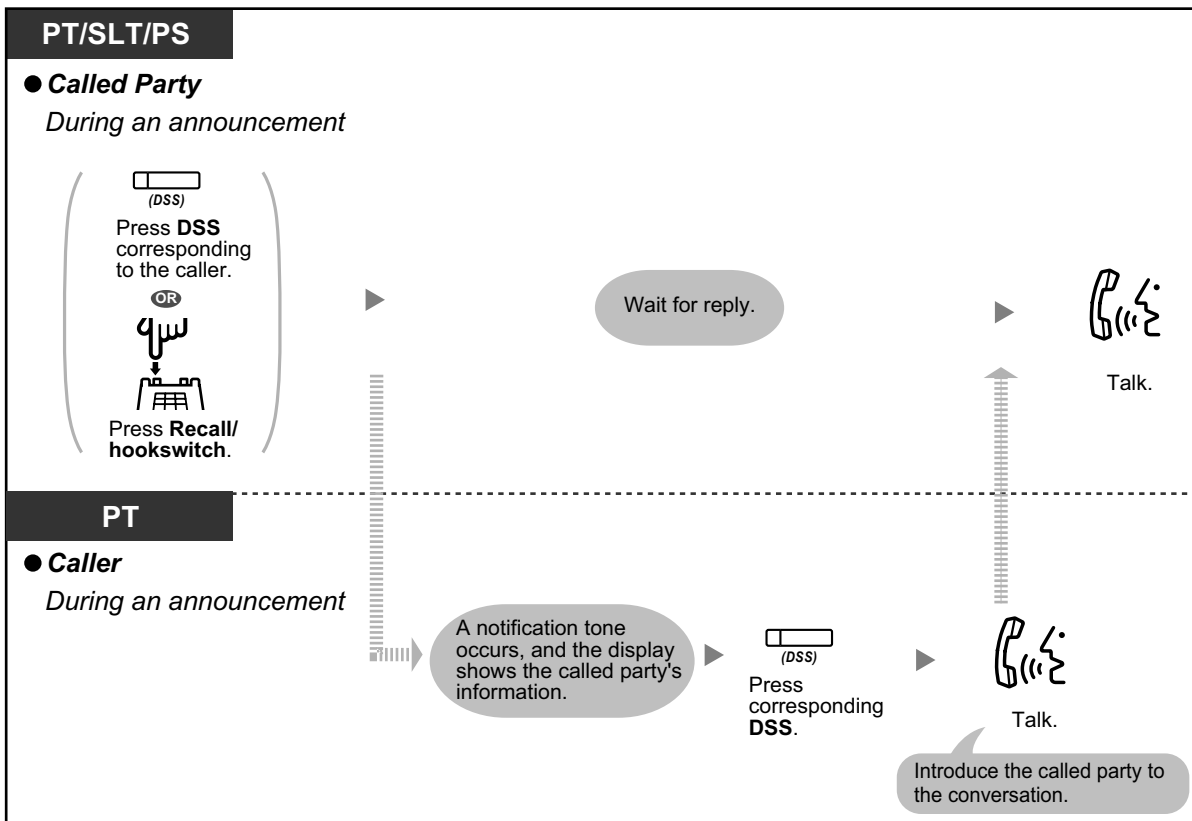 PT/SLT/PS
● Called Party
During an announcement
(DSS)
Press DSS
corresponding
to the caller.
OR
Press Recall/
hookswitch.
Wait for reply.
Talk.
PT
● Caller
During an announcement
A notification tone
occurs, and the display
shows the called party's
information.
(DSS)
Press
corresponding
DSS.
Talk.
Introduce the called party to
the conversation.